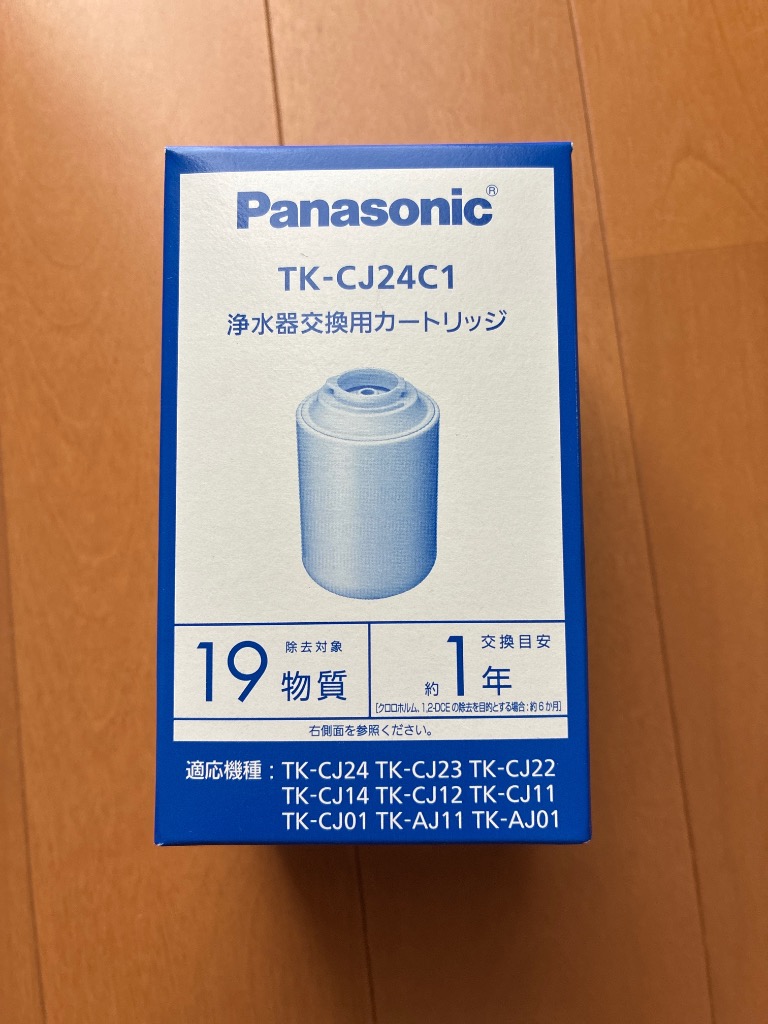 Panasonic®
TK-CJ24C1
浄水器交換用カートリッジ
19 除去対象 物質
交換目安 約1年
[クロロホルム、1,2-DCEの除去を目的とする場合:約6か月]
右側面を参照ください。
適応機種:TK-CJ24 TK-CJ23 TK-CJ22
TK-CJ14 TK-CJ12 TK-CJ11
TK-CJ01 TK-AJ11 TK-AJ01